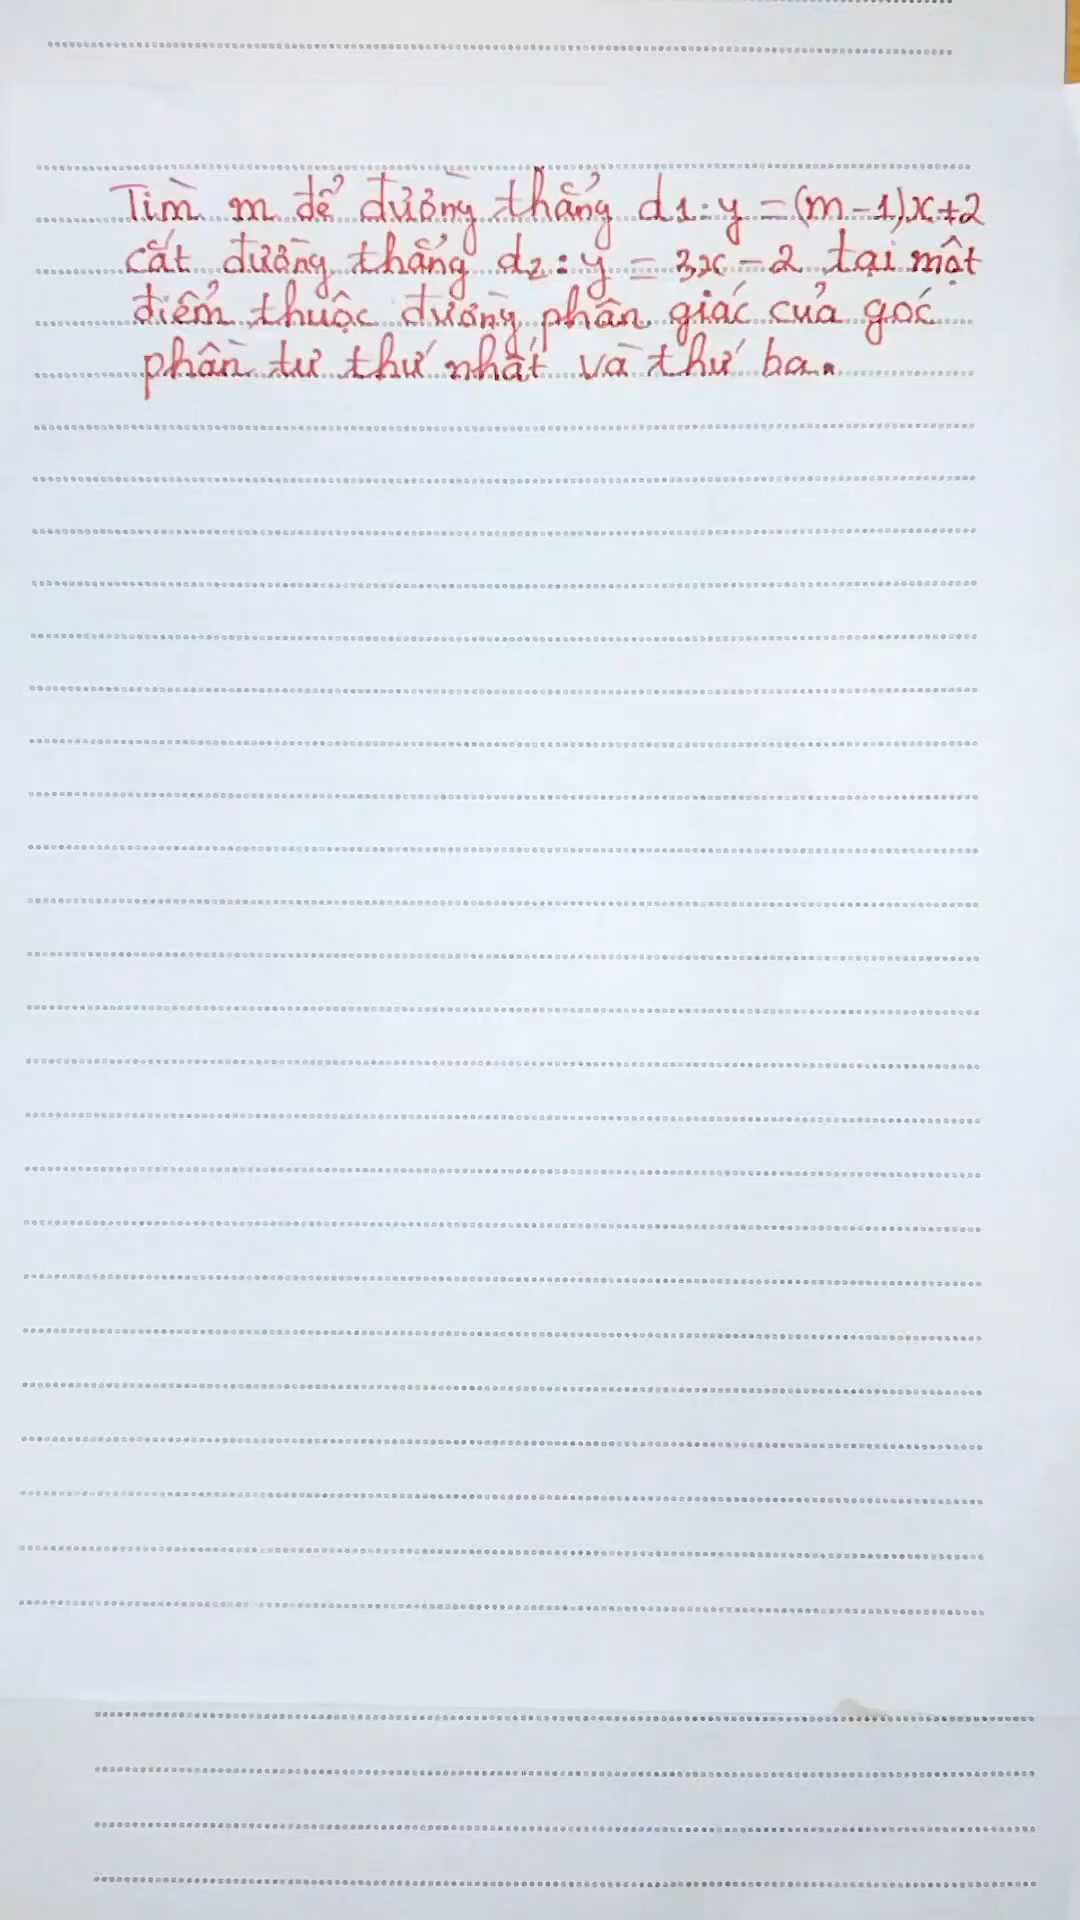 Tìm m để đường thẳng d1: y = (m-1)x+2
cắt đường thẳng d2: y = 3x-2 tại một
điểm thuộc đường phân giác của góc
phần tư thứ nhất và thứ ba.